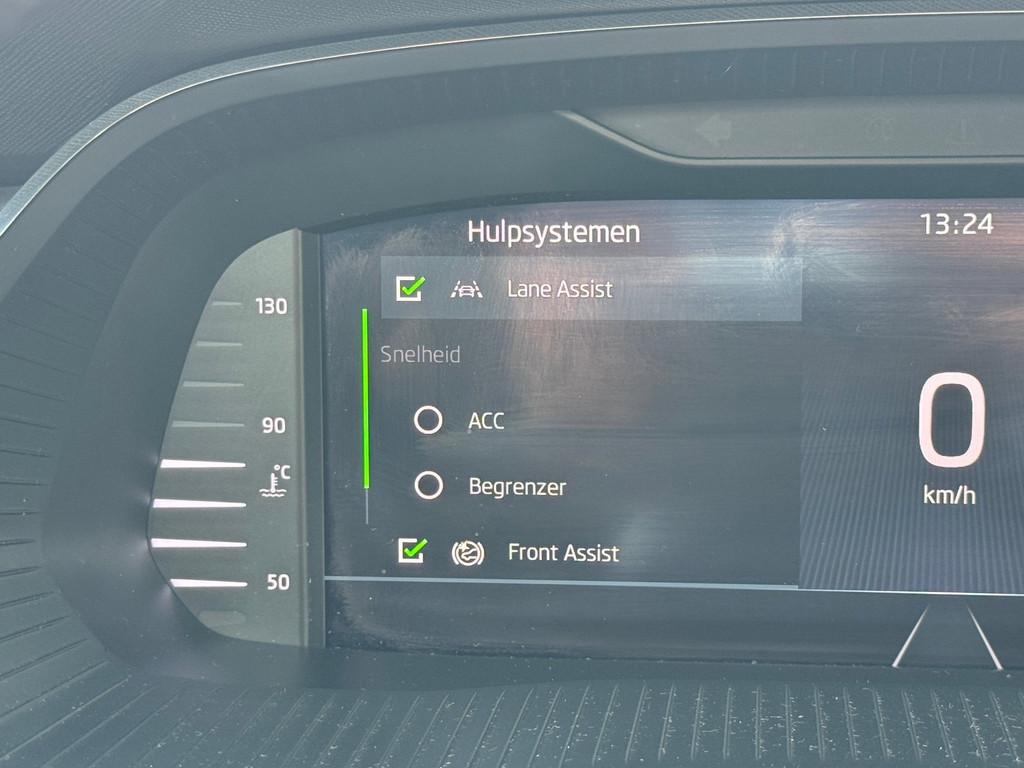 Hulpsystemen
13:24
Lane Assist
130
Snelheid
90
ACC
0
°C
Begrenzer
km/h
Front Assist
50